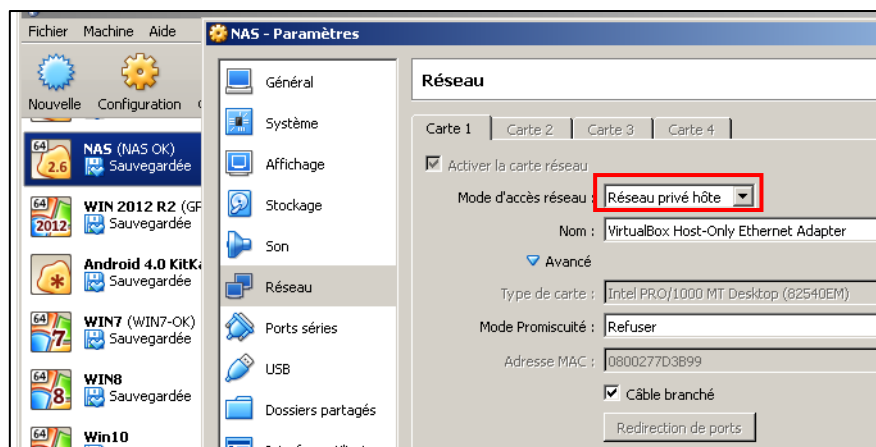 Fichier Machine Aide
Nouvelle Configuration
64 2.6 NAS (NAS OK)
Sauvegardée
64 2012 WIN 2012 R2 (GF
Sauvegardée
Android 4.0 KitKa
Sauvegardée
64 7 WIN7 (WIN7-OK)
Sauvegardée
64 8 WIN8
Sauvegardée
64 Win10
NAS - Paramètres
Général
Système
Affichage
Stockage
Son
Réseau
Ports séries
USB
Dossiers partagés
Réseau
Carte 1 Carte 2 Carte 3 Carte 4
Activer la carte réseau
Mode d'accès réseau : Réseau privé hôte
Nom : VirtualBox Host-Only Ethernet Adapter
Avancé
Type de carte : Intel PRO/1000 MT Desktop (82540EM)
Mode Promiscuité : Refuser
Adresse MAC : 0800277D3B99
Câble branché
Redirection de ports